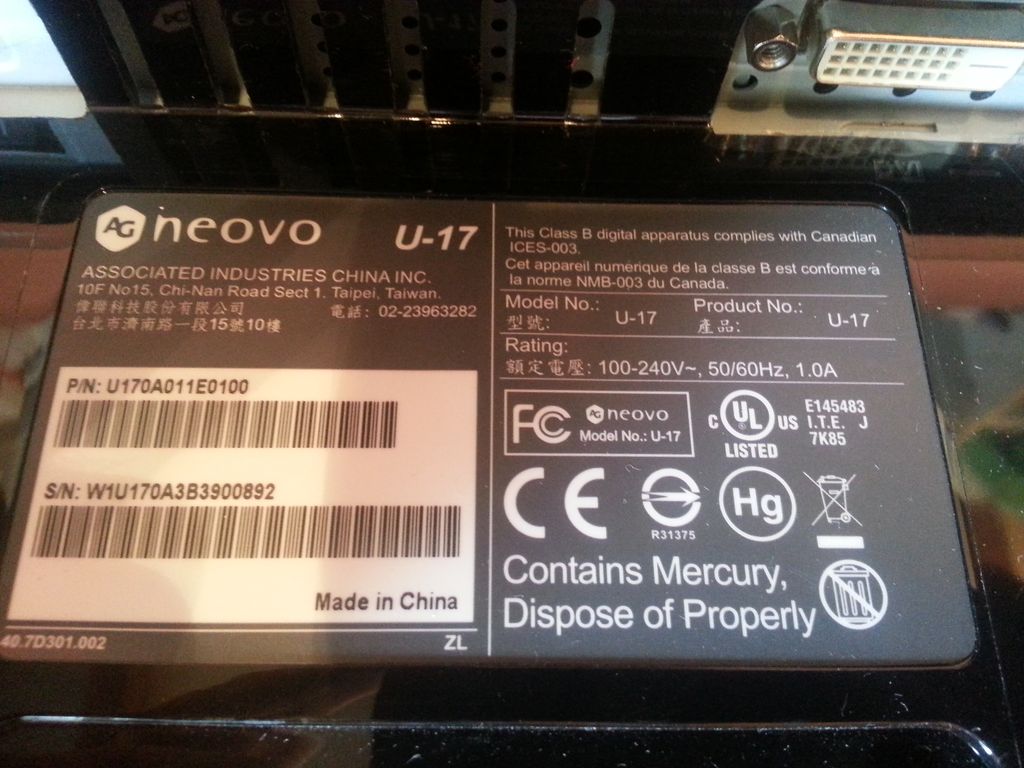 AG neovo U-17
ASSOCIATED INDUSTRIES CHINA INC.
10F No15, Chi-Nan Road Sect 1. Taipei, Taiwan.
偉聯科技股份有限公司 電話: 02-23963282
台北市濟南路一段15號10樓
P/N: U170A011E0100
S/N: W1U170A3B3900892
Made in China
40.7D301.002 ZL
This Class B digital apparatus complies with Canadian
ICES-003.
Cet appareil numérique de la classe B est conforme à
la norme NMB-003 du Canada.
Model No.: Product No.:
型號: U-17 產品: U-17
Rating:
額定電壓: 100-240V~, 50/60Hz, 1.0A
FC AG neovo
Model No.: U-17
C UL US
LISTED
E145483
I.T.E. J
7K85
CE
R31375
Hg
Contains Mercury,
Dispose of Properly